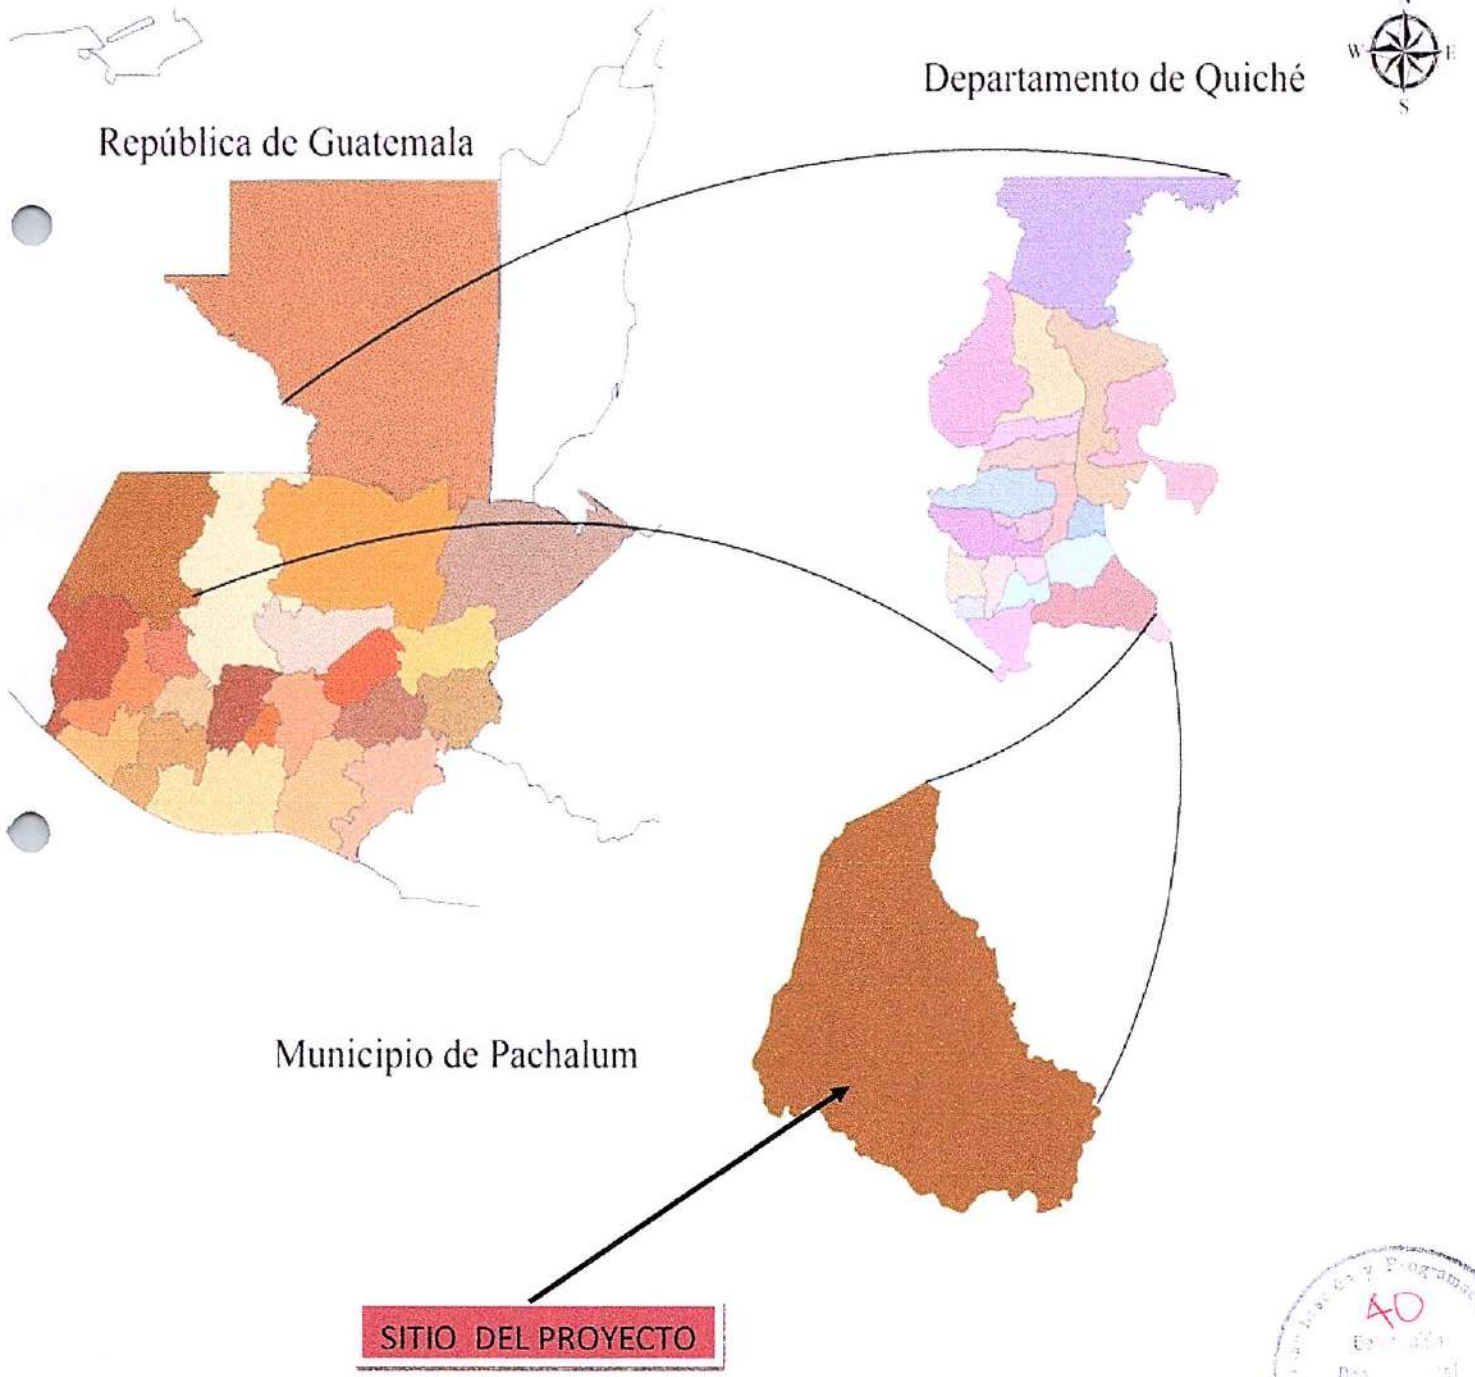 N
W E
S
Departamento de Quiché
República de Guatemala
Municipio de Pachalum
SITIO DEL PROYECTO
40